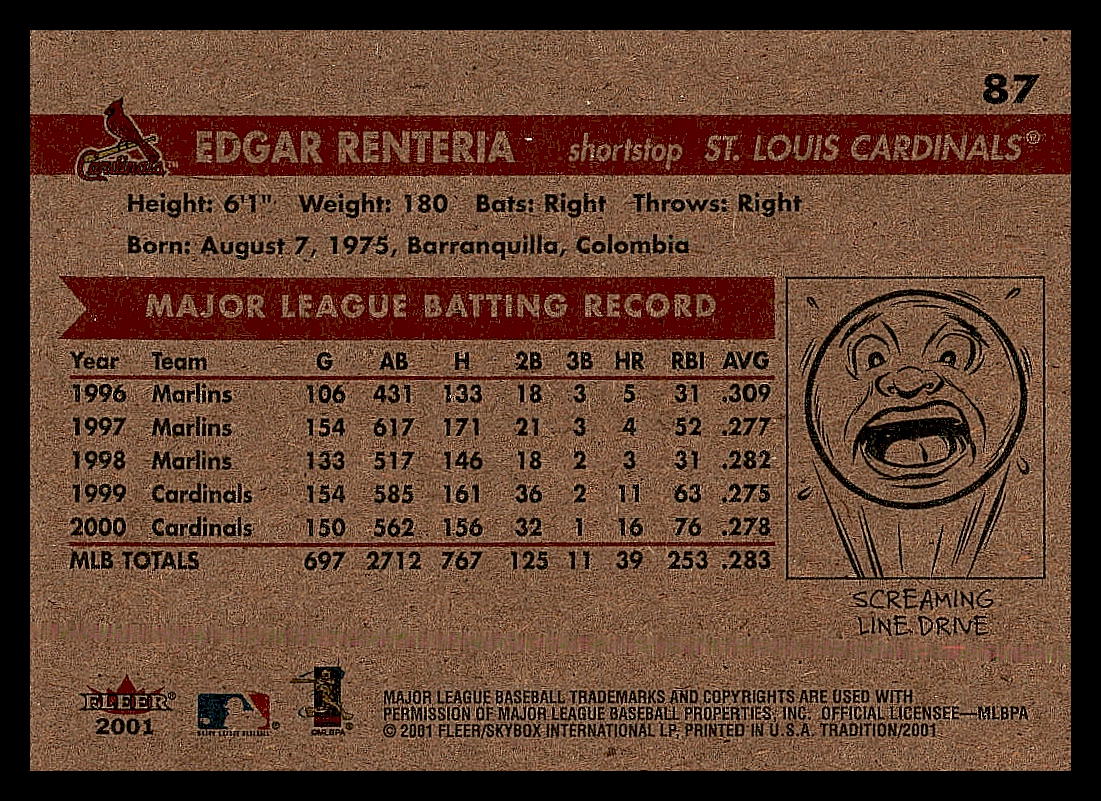 87
Cardinals™
EDGAR RENTERIA shortstop ST. LOUIS CARDINALS®
Height: 6'1" Weight: 180 Bats: Right Throws: Right
Born: August 7, 1975, Barranquilla, Colombia
MAJOR LEAGUE BATTING RECORD
Year Team G AB H 2B 3B HR RBI AVG
1996 Marlins 106 431 133 18 3 5 31 .309
1997 Marlins 154 617 171 21 3 4 52 .277
1998 Marlins 133 517 146 18 2 3 31 .282
1999 Cardinals 154 585 161 36 2 11 63 .275
2000 Cardinals 150 562 156 32 1 16 76 .278
MLB TOTALS 697 2712 767 125 11 39 253 .283
SCREAMING
LINE DRIVE
FLEER®
2001
MAJOR LEAGUE BASEBALL
©MLBPA
MAJOR LEAGUE BASEBALL TRADEMARKS AND COPYRIGHTS ARE USED WITH
PERMISSION OF MAJOR LEAGUE BASEBALL PROPERTIES, INC. OFFICIAL LICENSEE—MLBPA
© 2001 FLEER/SKYBOX INTERNATIONAL LP, PRINTED IN U.S.A. TRADITION/2001